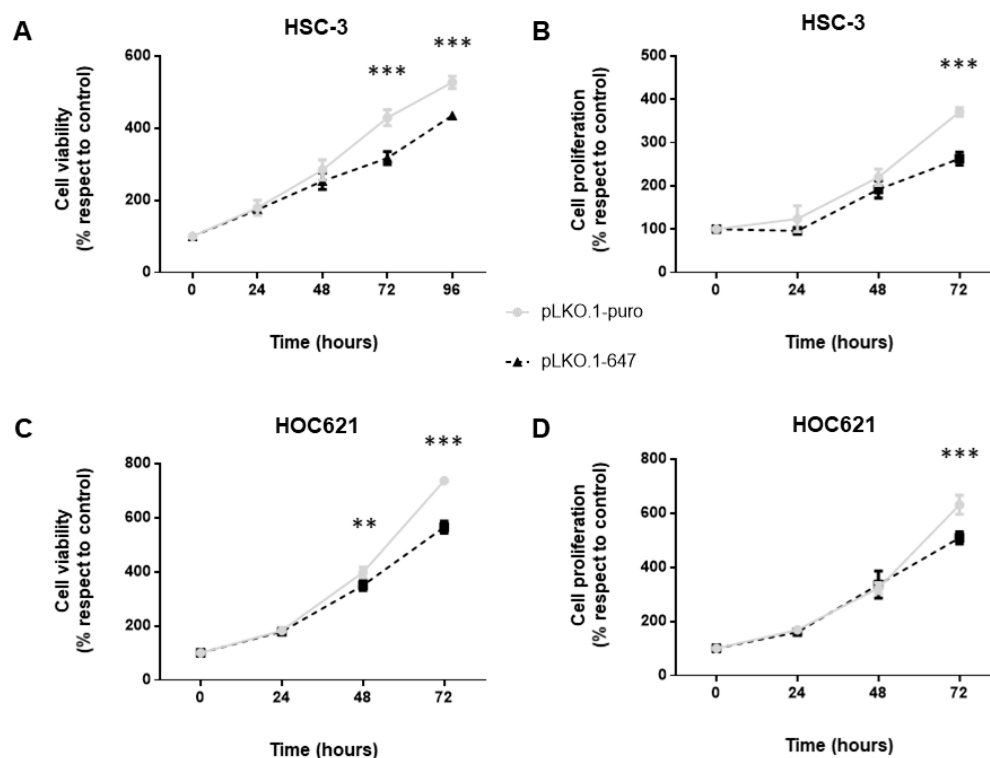 A
HSC-3
Cell viability
(% respect to control)
600
400
200
0
***
***
0 24 48 72 96
Time (hours)
B
HSC-3
Cell proliferation
(% respect to control)
500
400
300
200
100
0
***
0 24 48 72
Time (hours)
pLKO.1-puro
pLKO.1-647
C
HOC621
Cell viability
(% respect to control)
800
600
400
200
0
**
***
0 24 48 72
Time (hours)
D
HOC621
Cell proliferation
(% respect to control)
800
600
400
200
0
***
0 24 48 72
Time (hours)